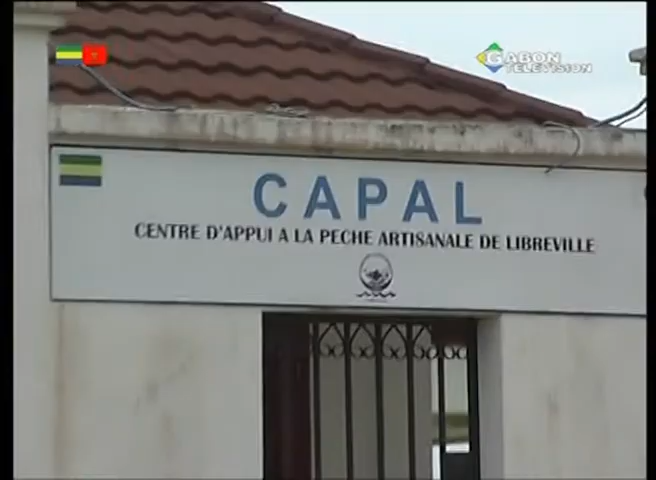 GABON
TELEVISION
CAPAL
CENTRE D'APPUI A LA PECHE ARTISANALE DE LIBREVILLE